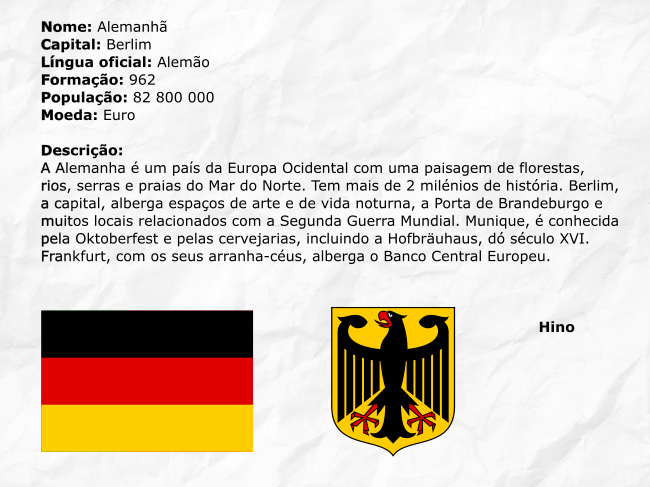 Nome: Alemanhã
Capital: Berlim
Língua oficial: Alemão
Formação: 962
População: 82 800 000
Moeda: Euro
Descrição:
A Alemanha é um país da Europa Ocidental com uma paisagem de florestas,
rios, serras e praias do Mar do Norte. Tem mais de 2 milénios de história. Berlim,
a capital, alberga espaços de arte e de vida noturna, a Porta de Brandeburgo e
muitos locais relacionados com a Segunda Guerra Mundial. Munique, é conhecida
pela Oktoberfest e pelas cervejarias, incluindo a Hofbräuhaus, dó século XVI.
Frankfurt, com os seus arranha-céus, alberga o Banco Central Europeu.
Hino